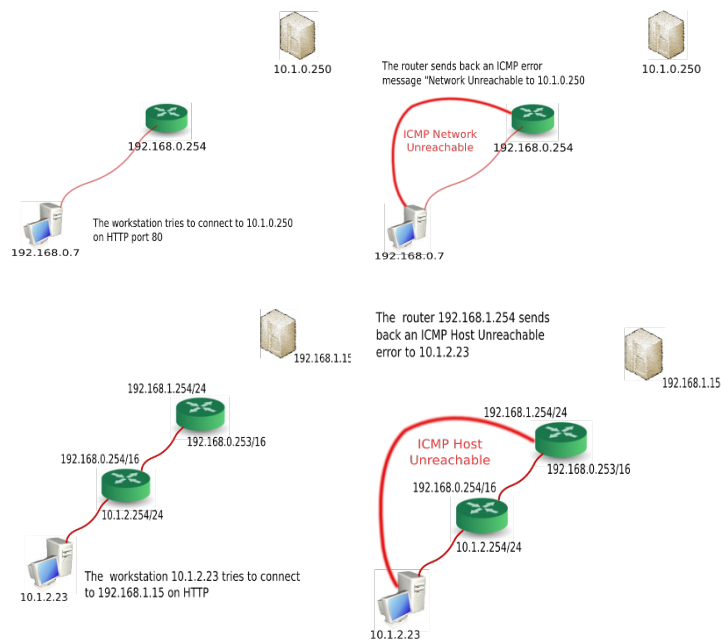 10.1.0.250
192.168.0.254
192.168.0.7
The workstation tries to connect to 10.1.0.250
on HTTP port 80
The router sends back an ICMP error
message "Network Unreachable to 10.1.0.250
10.1.0.250
ICMP Network
Unreachable
192.168.0.254
192.168.0.7
192.168.1.15
192.168.1.254/24
192.168.0.253/16
192.168.0.254/16
10.1.2.254/24
10.1.2.23
The workstation 10.1.2.23 tries to connect
to 192.168.1.15 on HTTP
The router 192.168.1.254 sends
back an ICMP Host Unreachable
error to 10.1.2.23
192.168.1.15
192.168.1.254/24
ICMP Host
Unreachable
192.168.0.253/16
192.168.0.254/16
10.1.2.254/24
10.1.2.23